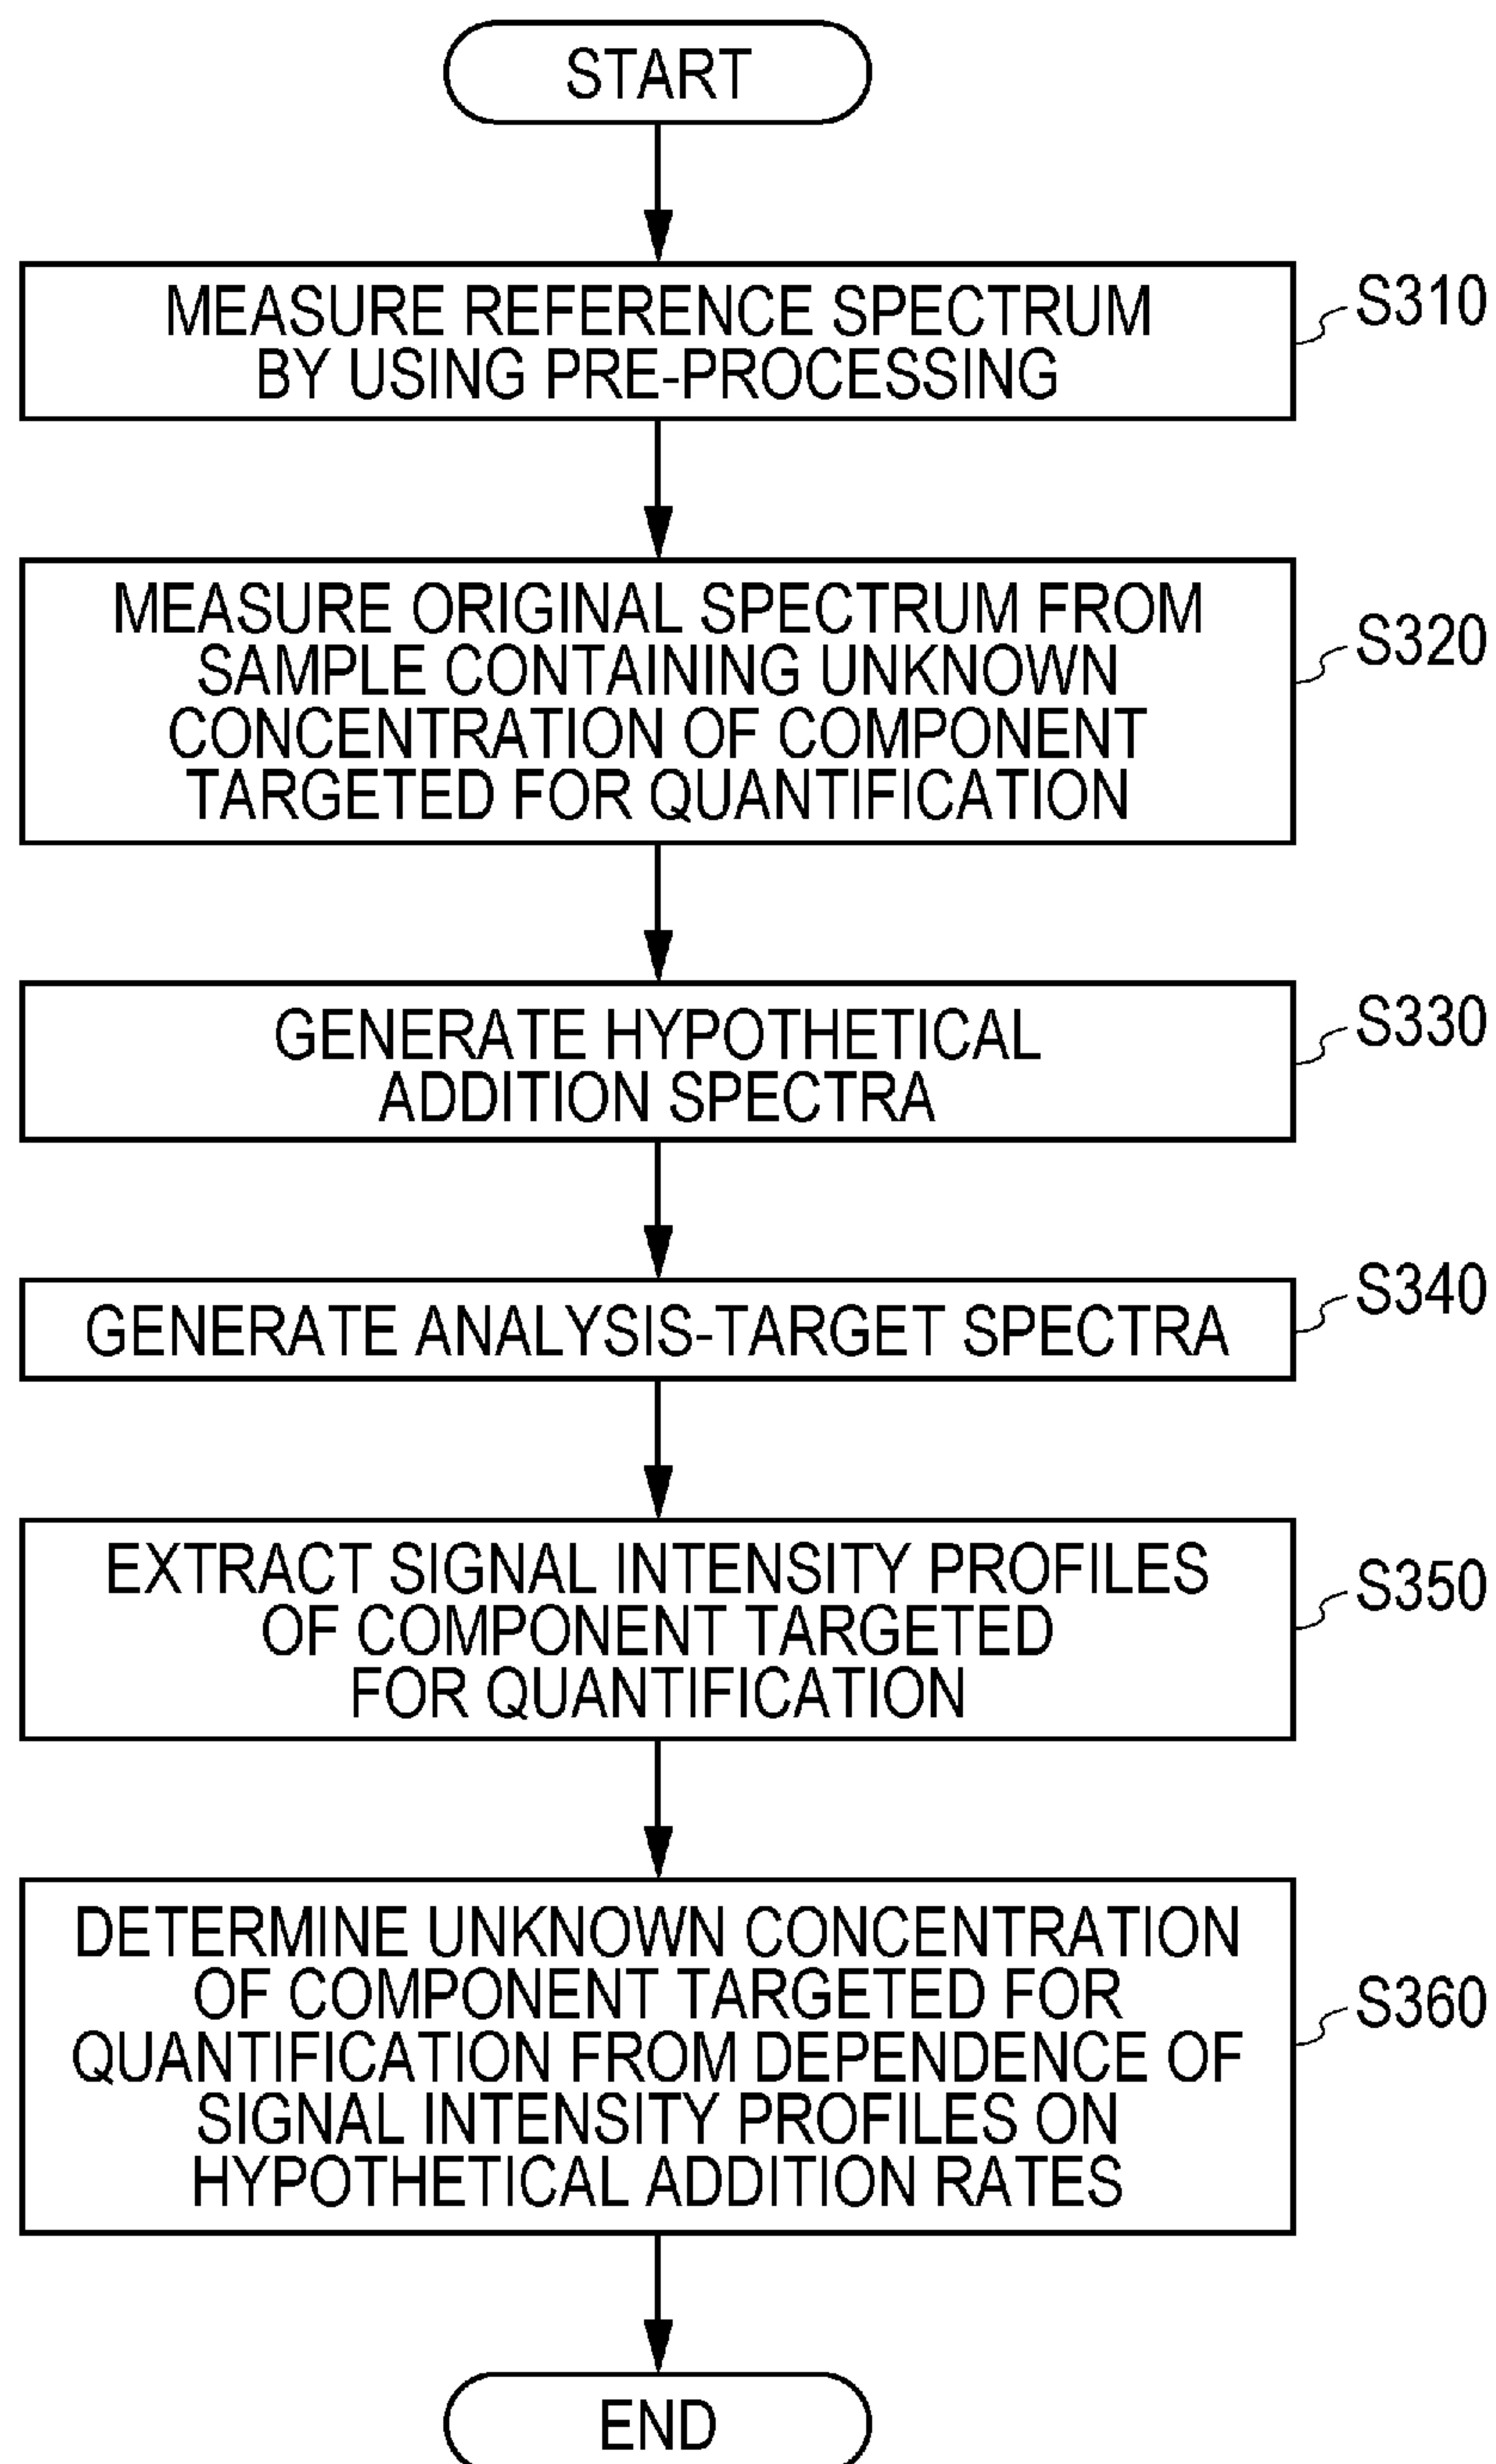 START
MEASURE REFERENCE SPECTRUM
BY USING PRE-PROCESSING
S310
MEASURE ORIGINAL SPECTRUM FROM
SAMPLE CONTAINING UNKNOWN
CONCENTRATION OF COMPONENT
TARGETED FOR QUANTIFICATION
S320
GENERATE HYPOTHETICAL
ADDITION SPECTRA
S330
GENERATE ANALYSIS-TARGET SPECTRA
S340
EXTRACT SIGNAL INTENSITY PROFILES
OF COMPONENT TARGETED
FOR QUANTIFICATION
S350
DETERMINE UNKNOWN CONCENTRATION
OF COMPONENT TARGETED FOR
QUANTIFICATION FROM DEPENDENCE OF
SIGNAL INTENSITY PROFILES ON
HYPOTHETICAL ADDITION RATES
S360
END